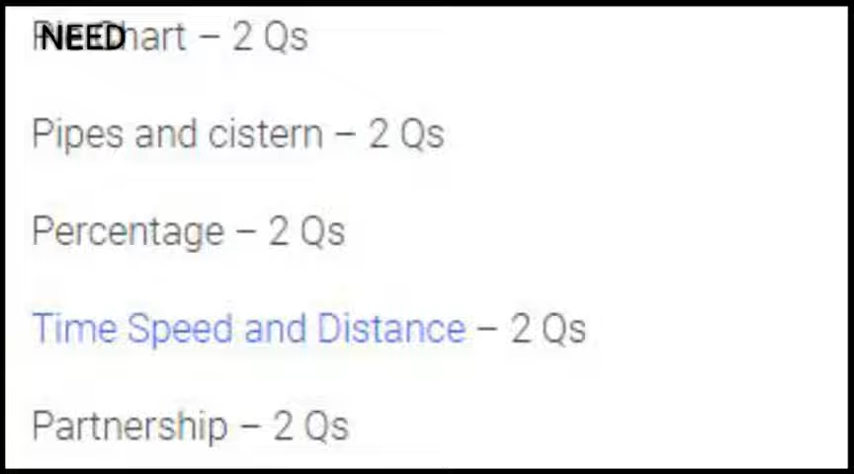 NEED hart – 2 Qs
Pipes and cistern – 2 Qs
Percentage – 2 Qs
Time Speed and Distance – 2 Qs
Partnership – 2 Qs